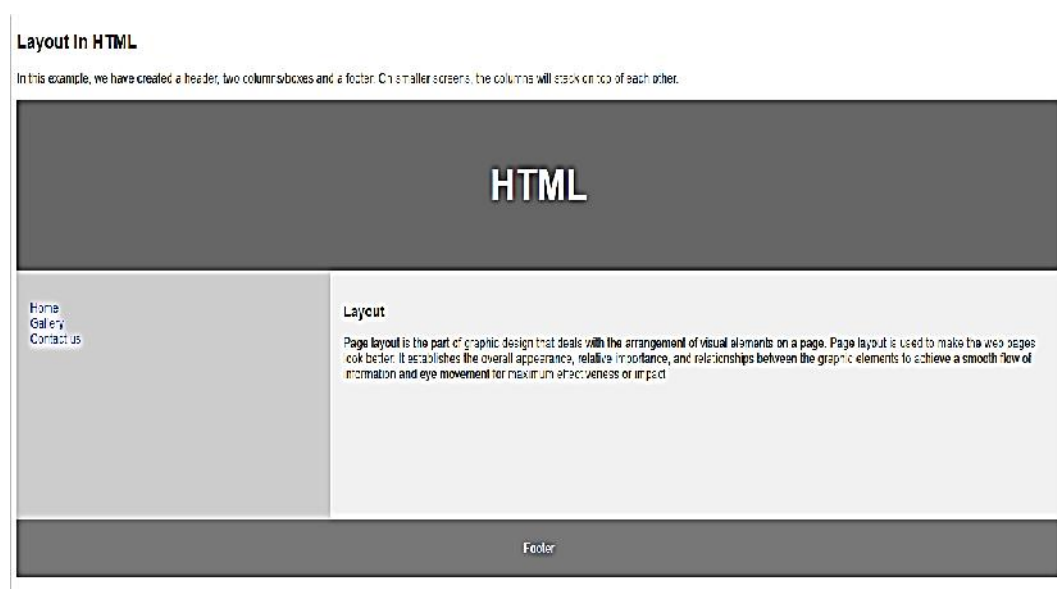 Layout in HTML
In this example, we have created a header, two columns/boxes and a footer. On smaller screens, the columns will stack on top of each other.
HTML
Home
Gallery
Contact us
Layout
Page layout is the part of graphic design that deals with the arrangement of visual elements on a page. Page layout is used to make the web pages
look better. It establishes the overall appearance, relative importance, and relationships between the graphic elements to achieve a smooth flow of
information and eye movement for maximum effectiveness or impact
Footer